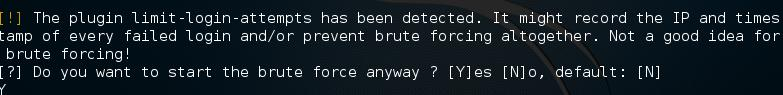 [!] The plugin limit-login-attempts has been detected. It might record the IP and times
tamp of every failed login and/or prevent brute forcing altogether. Not a good idea for
brute forcing!
[?] Do you want to start the brute force anyway ? [Y]es [N]o, default: [N]
Y